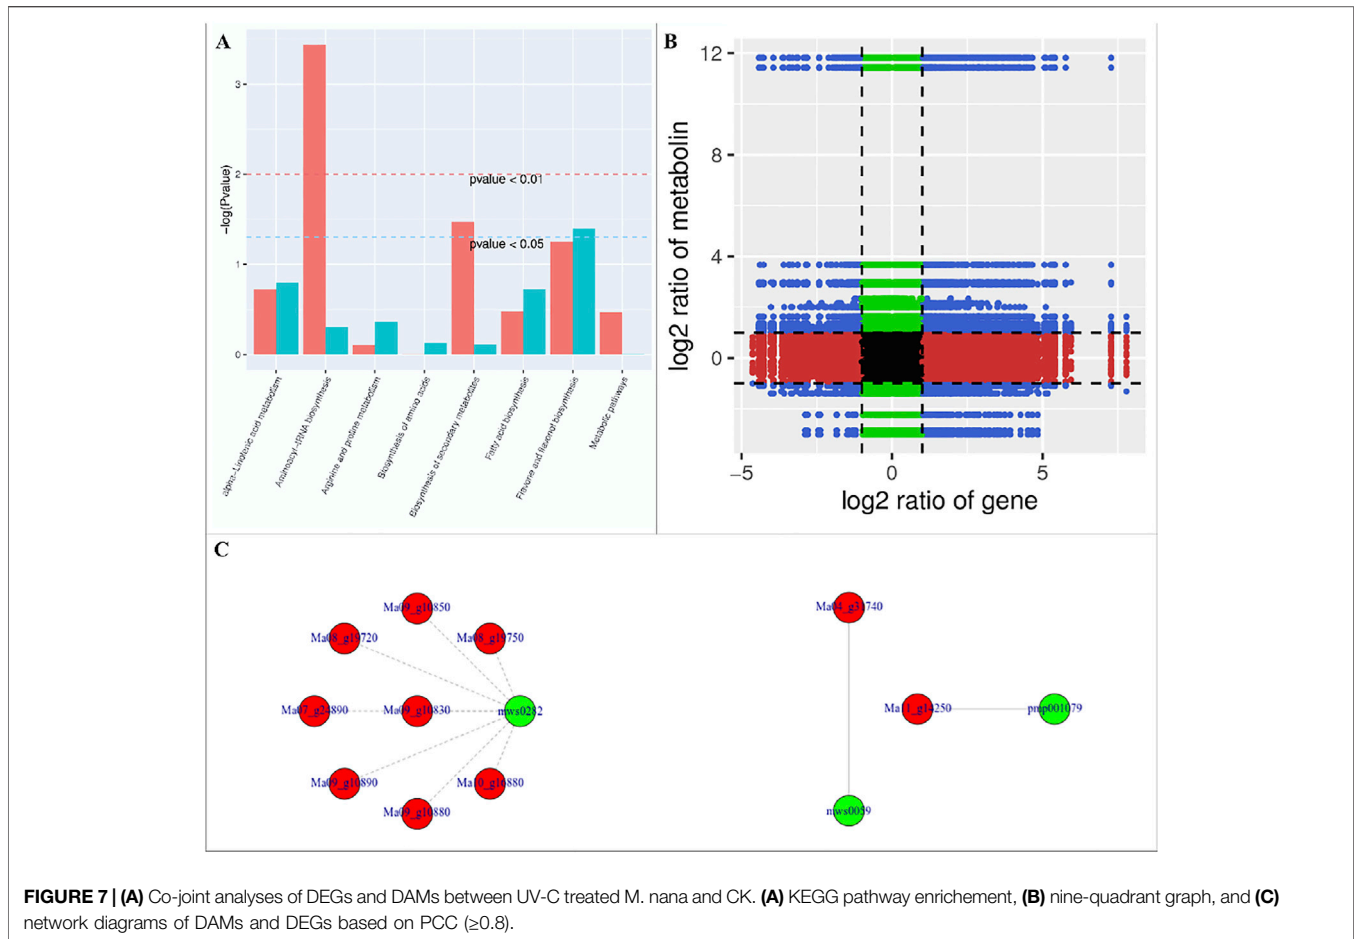 A
3
2
1
0
–log(Pvalue)
pvalue < 0.01
pvalue < 0.05
alpha–Linolenic acid metabolism
Aminoacyl–tRNA biosynthesis
Arginine and proline metabolism
Biosynthesis of amino acids
Biosynthesis of secondary metabolites
Fatty acid biosynthesis
Flavone and flavonol biosynthesis
Metabolic pathways
B
12
8
4
0
log2 ratio of metabolin
−5
0
5
log2 ratio of gene
C
Ma09_g10850
Ma08_g19720
Ma08_g19750
Ma07_g24890
Ma09_g10830
mws0282
Ma09_g10890
Ma10_g16880
Ma09_g10880
Ma04_g31740
Ma11_g14250
pmp001079
mws0059
FIGURE 7 | (A) Co-joint analyses of DEGs and DAMs between UV-C treated M. nana and CK. (A) KEGG pathway enrichement, (B) nine-quadrant graph, and (C)
network diagrams of DAMs and DEGs based on PCC (≥0.8).